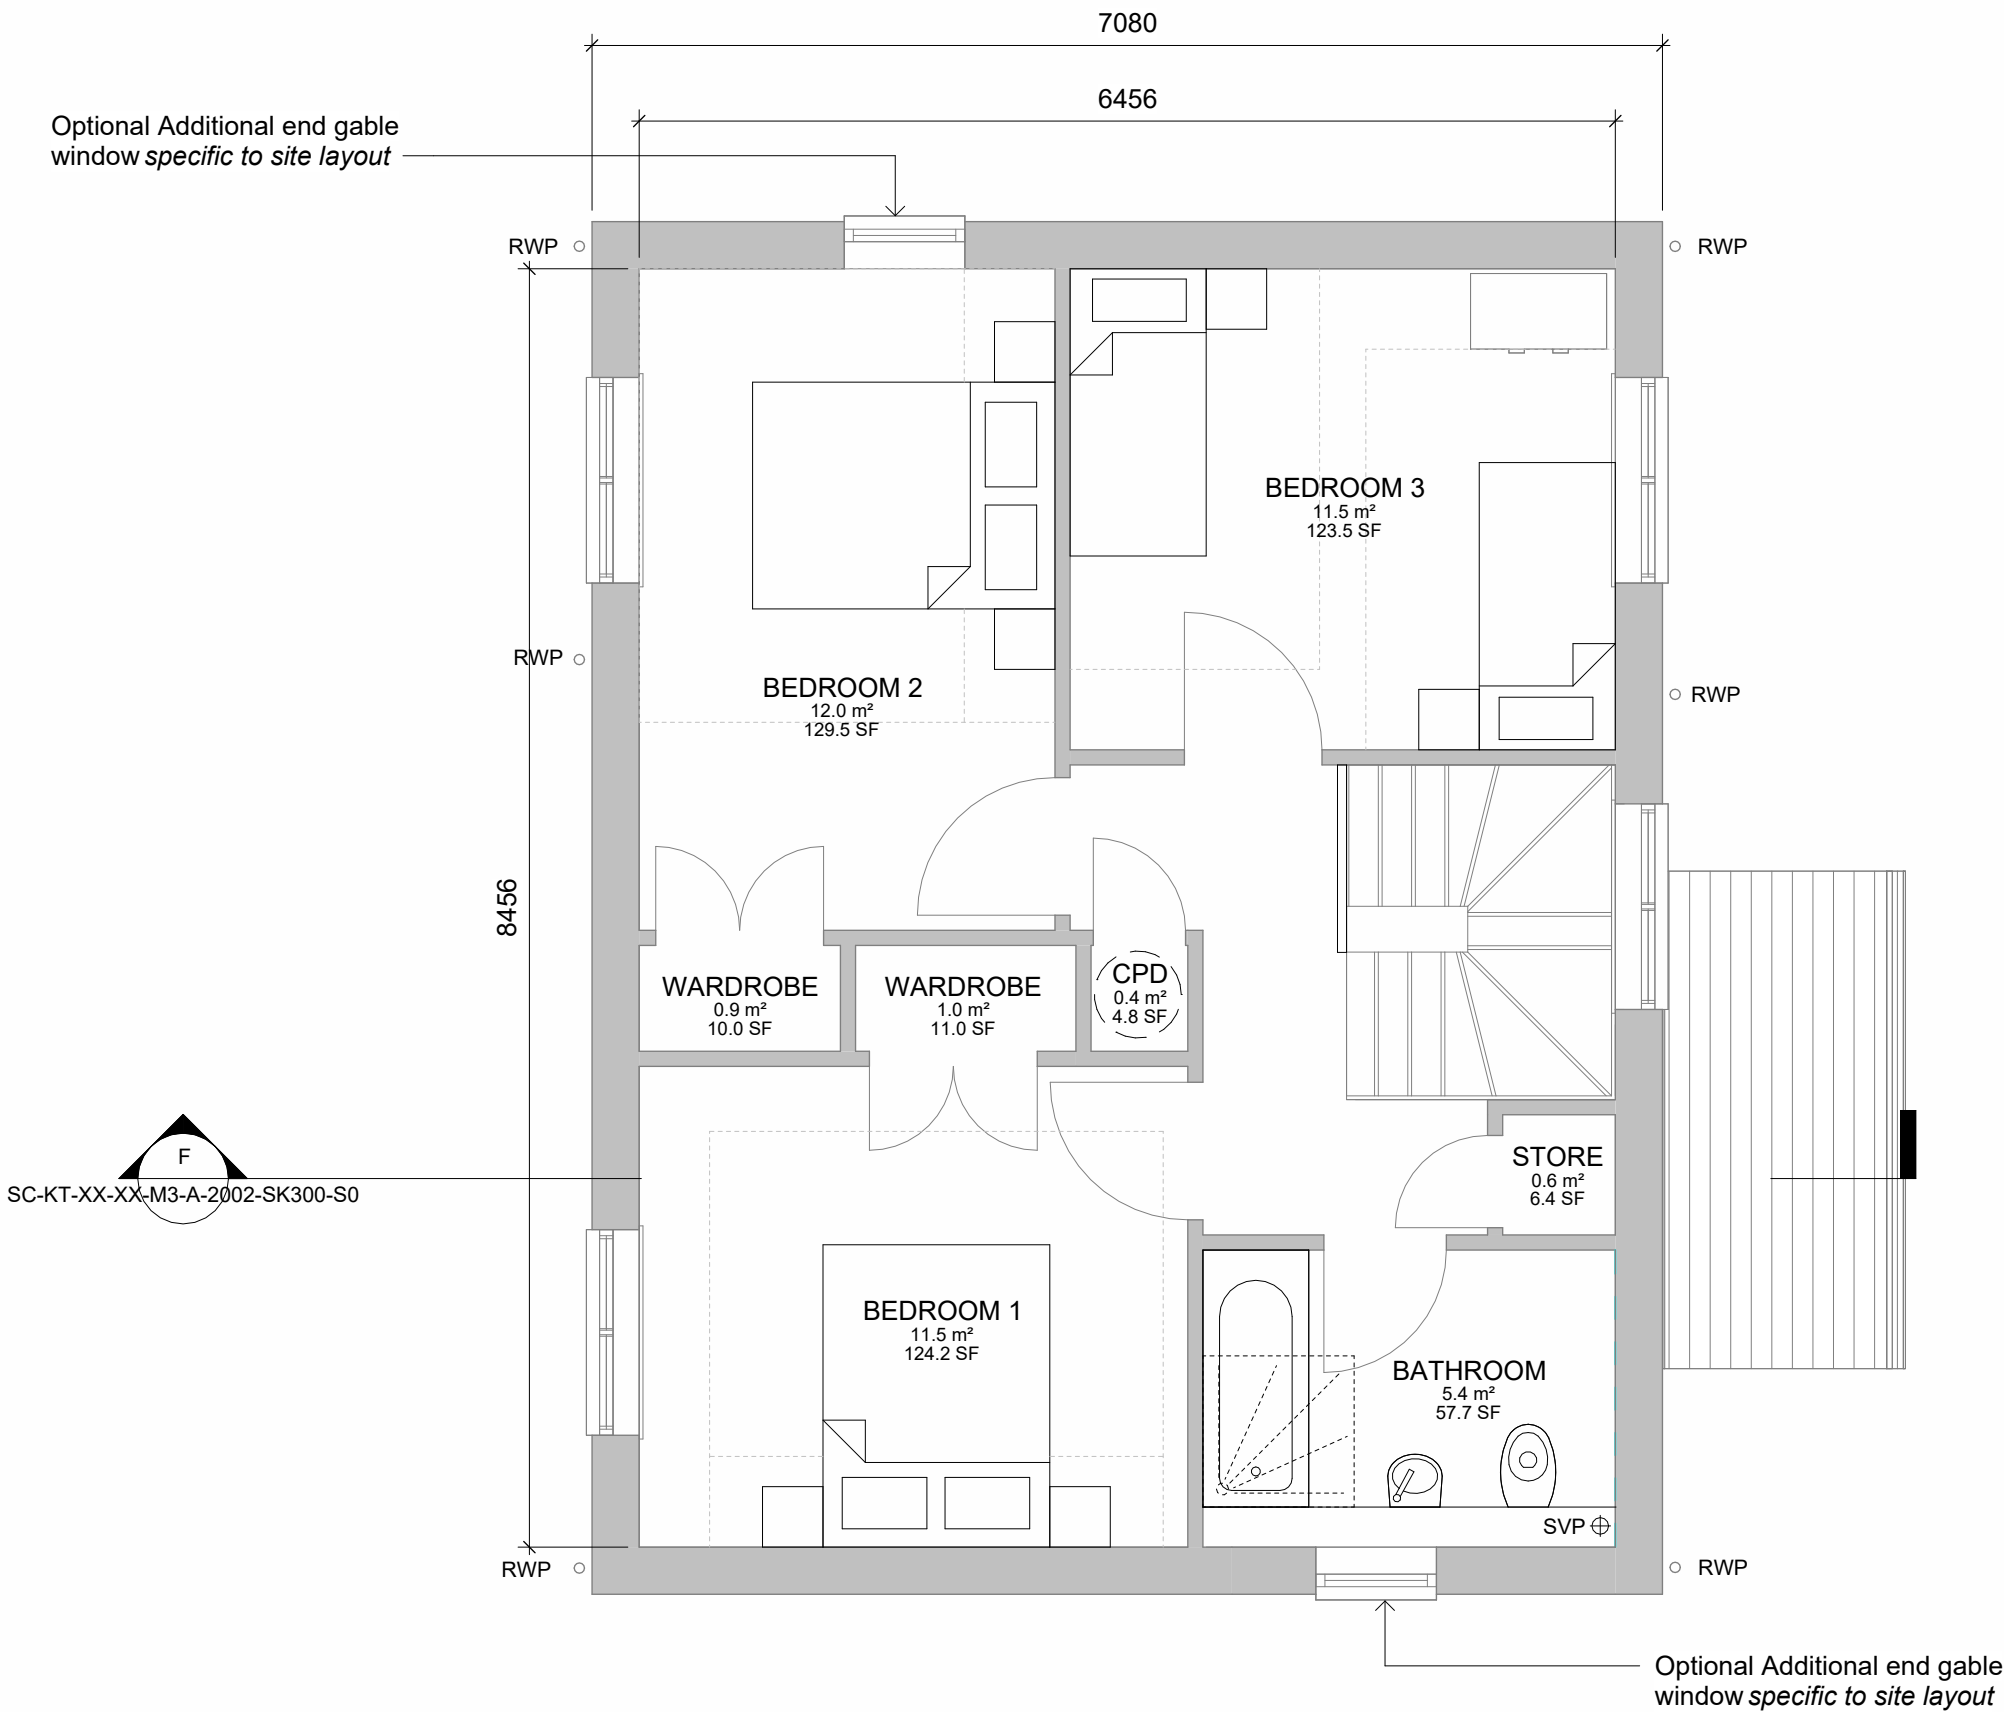 7080
6456
Optional Additional end gable
window specific to site layout
RWP
RWP
BEDROOM 3
11.5 m²
123.5 SF
RWP
BEDROOM 2
12.0 m²
129.5 SF
RWP
8456
WARDROBE
0.9 m²
10.0 SF
WARDROBE
1.0 m²
11.0 SF
CPD
0.4 m²
4.8 SF
F
SC-KT-XX-XX-M3-A-2002-SK300-S0
STORE
0.6 m²
6.4 SF
BEDROOM 1
11.5 m²
124.2 SF
BATHROOM
5.4 m²
57.7 SF
SVP
RWP
RWP
Optional Additional end gable
window specific to site layout